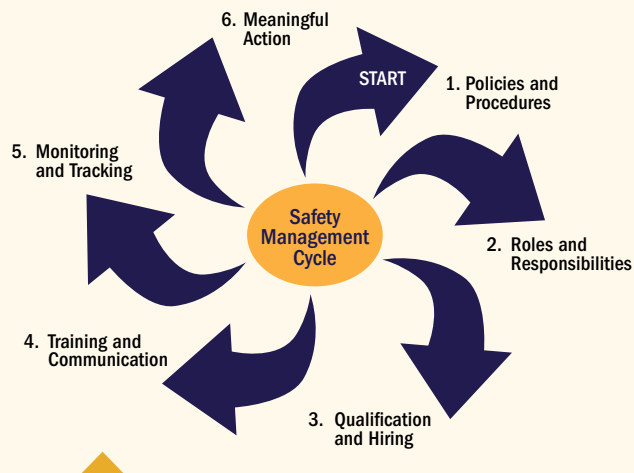 START
1. Policies and
Procedures
2. Roles and
Responsibilities
3. Qualification
and Hiring
4. Training and
Communication
5. Monitoring
and Tracking
6. Meaningful
Action
Safety
Management
Cycle